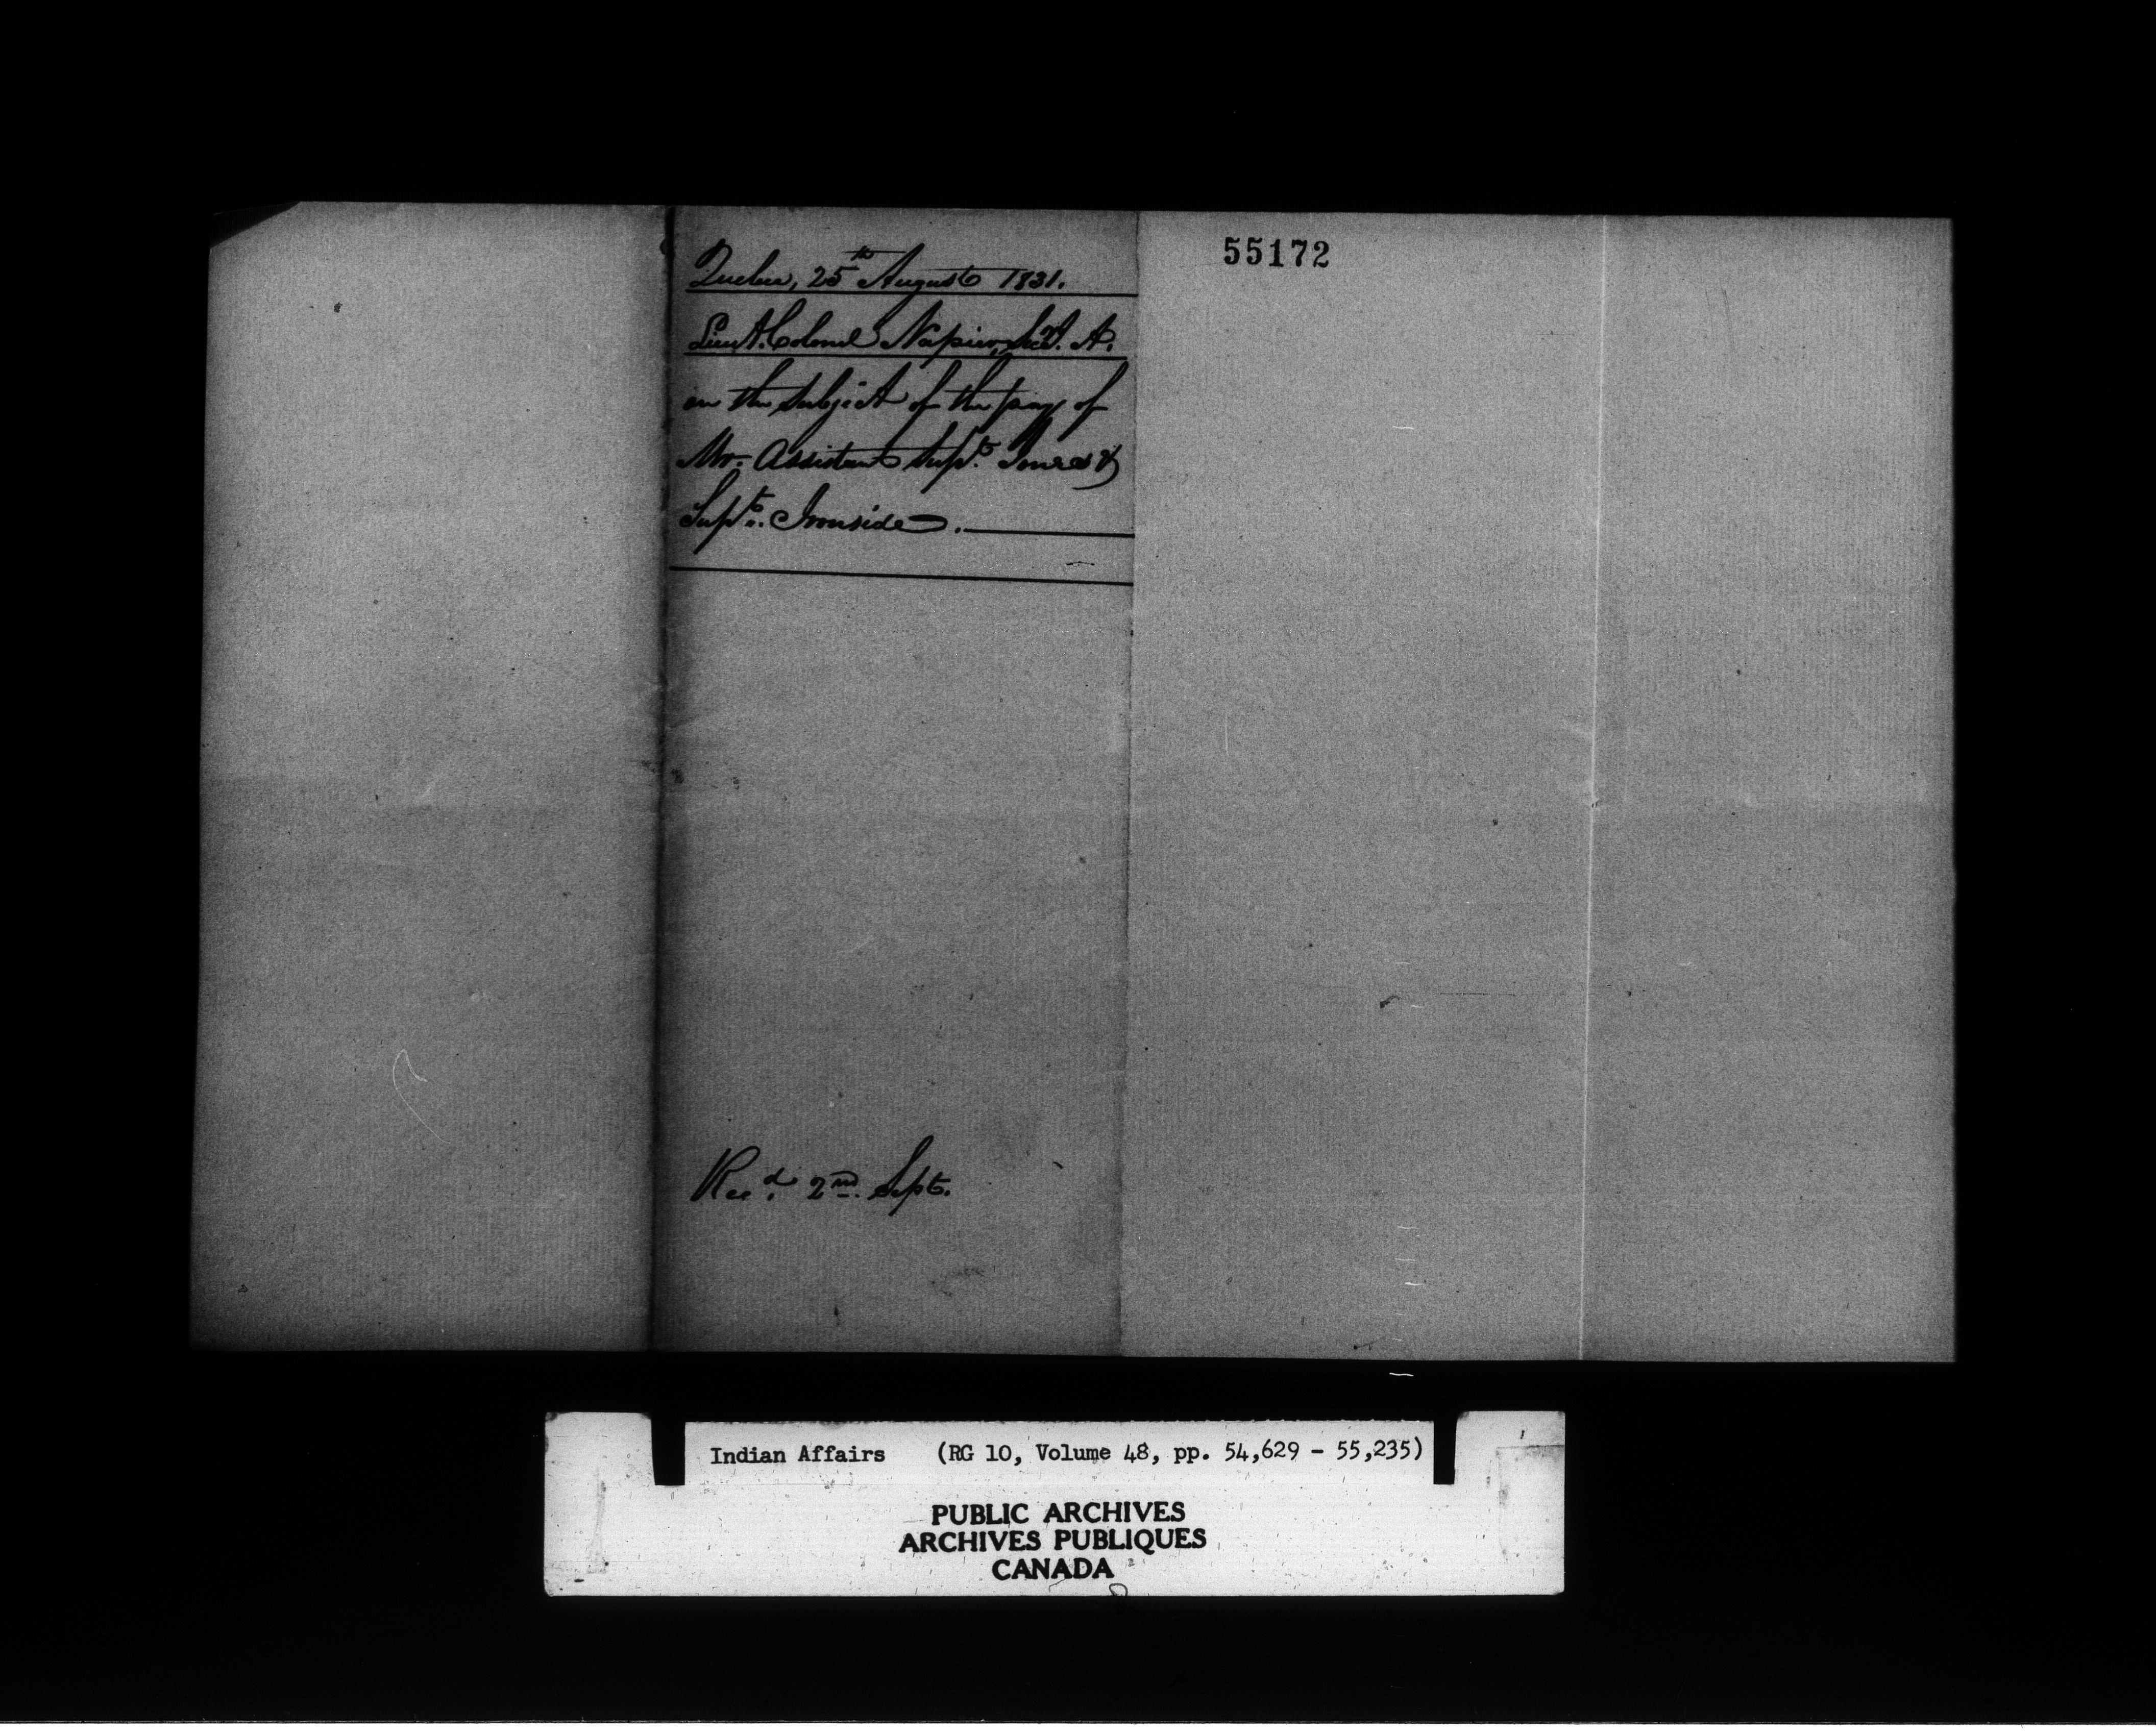 Quebec, 25th August 1831.
Lieut. Colonel Napier, S. I. A.
on the subject of the pay of
Mr. Assistant Supt. Jones &
Supt. Ironside.
Recd. 2nd. Sept.
55172
Indian Affairs (RG 10, Volume 48, pp. 54,629 - 55,235)
PUBLIC ARCHIVES
ARCHIVES PUBLIQUES
CANADA